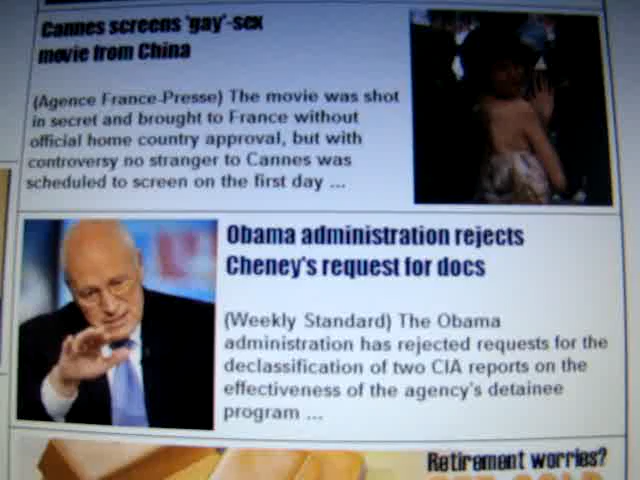 Cannes screens 'gay'-sex
movie from China
(Agence France-Presse) The movie was shot
in secret and brought to France without
official home country approval, but with
controversy no stranger to Cannes was
scheduled to screen on the first day ...
Obama administration rejects
Cheney's request for docs
(Weekly Standard) The Obama
administration has rejected requests for the
declassification of two CIA reports on the
effectiveness of the agency's detainee
program ...
Retirement worries?